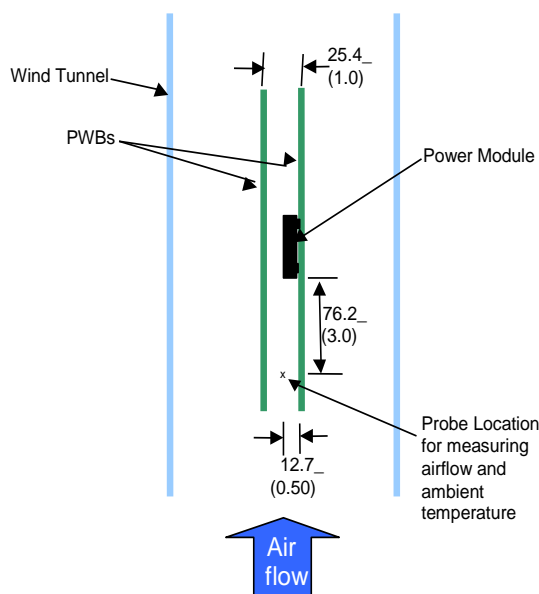 25.4_
(1.0)
Wind Tunnel
PWBs
Power Module
76.2_
(3.0)
x
Probe Location
for measuring
airflow and
ambient
temperature
12.7_
(0.50)
Air
flow